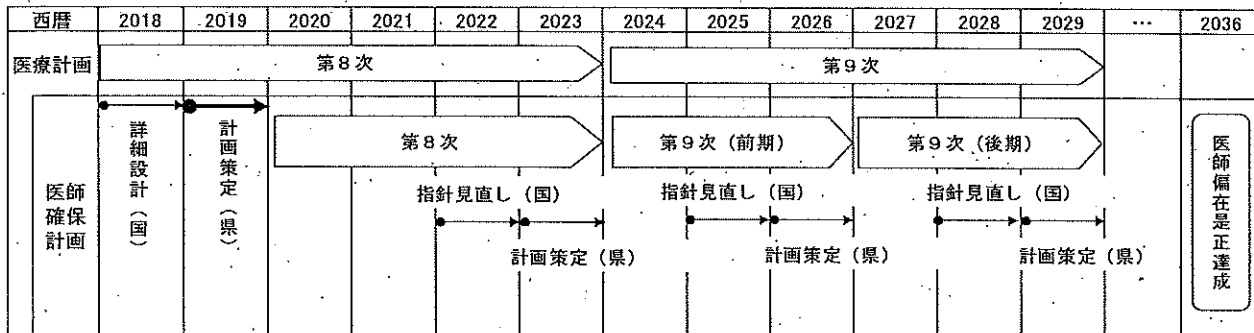 西暦 2018 2019 2020 2021 2022 2023 2024 2025 2026 2027 2028 2029 … 2036
医療計画 第8次 第9次
医師確保計画
詳細設計（国）
計画策定（県）
第8次 第9次（前期） 第9次（後期）
指針見直し（国） 指針見直し（国） 指針見直し（国）
計画策定（県） 計画策定（県） 計画策定（県）
医師偏在是正達成